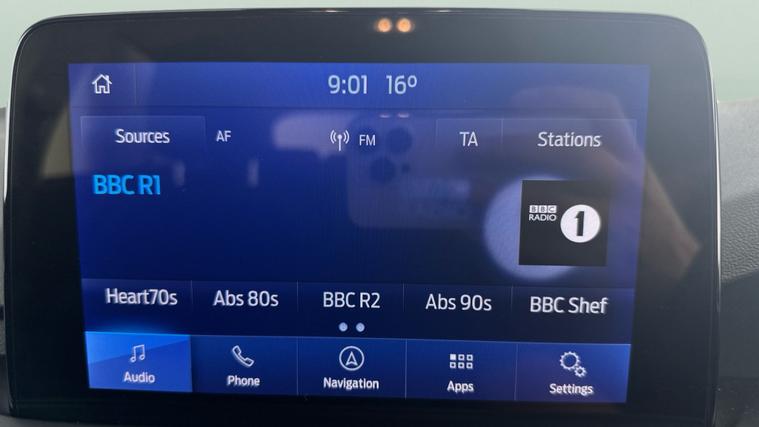 9:01 16°
Sources AF FM TA Stations
BBC R1
BBC
RADIO 1
Heart70s Abs 80s BBC R2 Abs 90s BBC Shef
Audio Phone Navigation Apps Settings